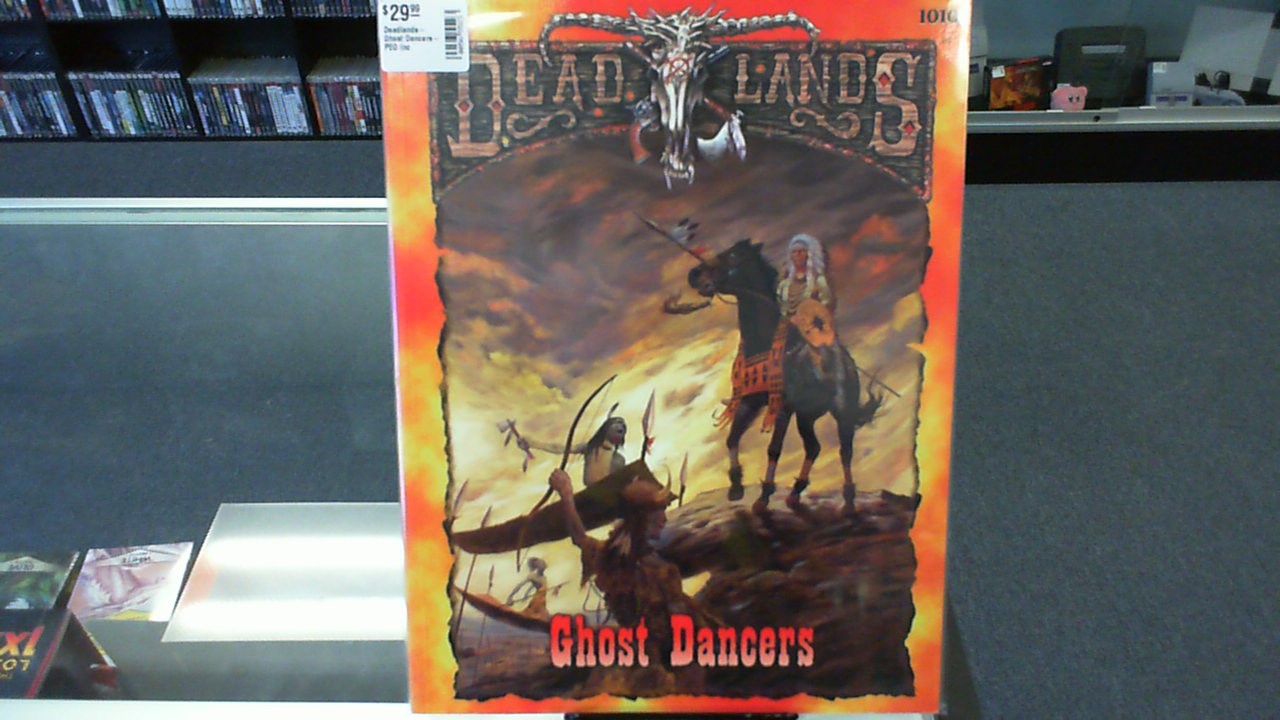 $29.99
Deadlands -
Ghost Dancers -
PEG Inc
1010
DEAD LANDS
Ghost Dancers